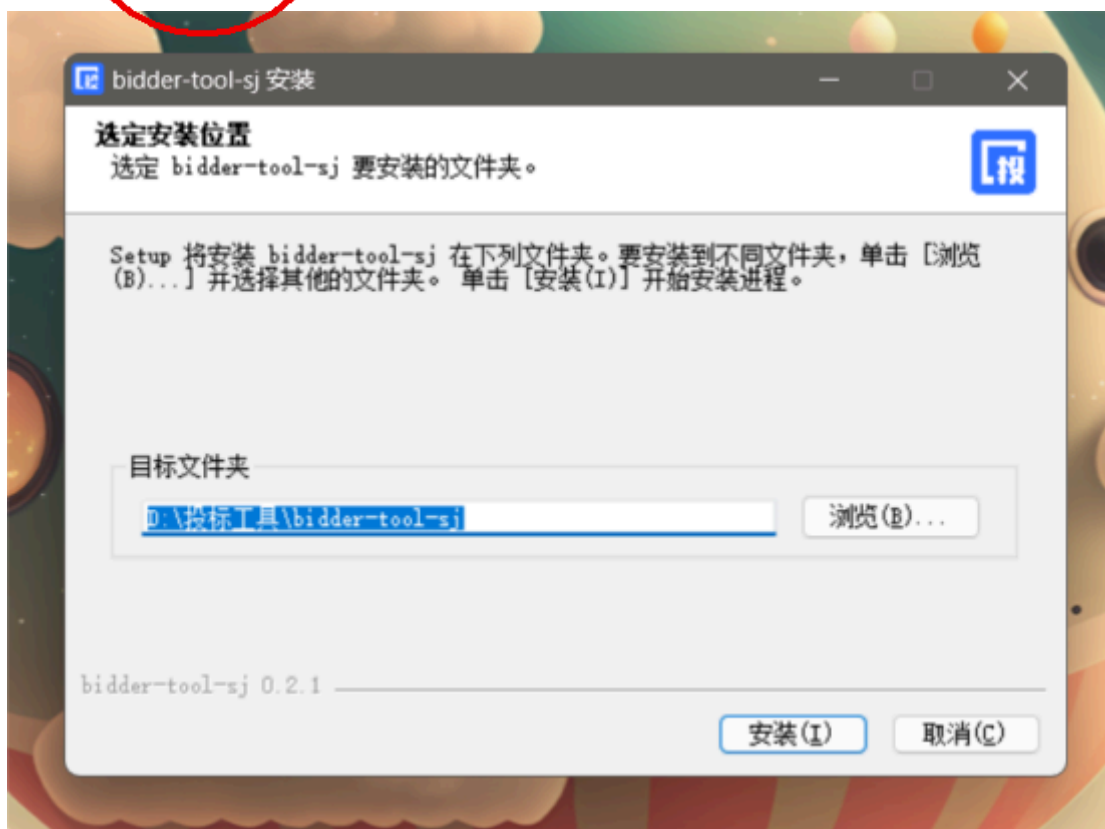 bidder-tool-sj 安装
选定安装位置
选定 bidder-tool-sj 要安装的文件夹。
投
Setup 将安装 bidder-tool-sj 在下列文件夹。要安装到不同文件夹，单击 [浏览
(B)...] 并选择其他的文件夹。 单击 [安装(I)] 开始安装进程。
目标文件夹
D:\投标工具\bidder-tool-sj
浏览(B)...
bidder-tool-sj 0.2.1
安装(I)
取消(C)